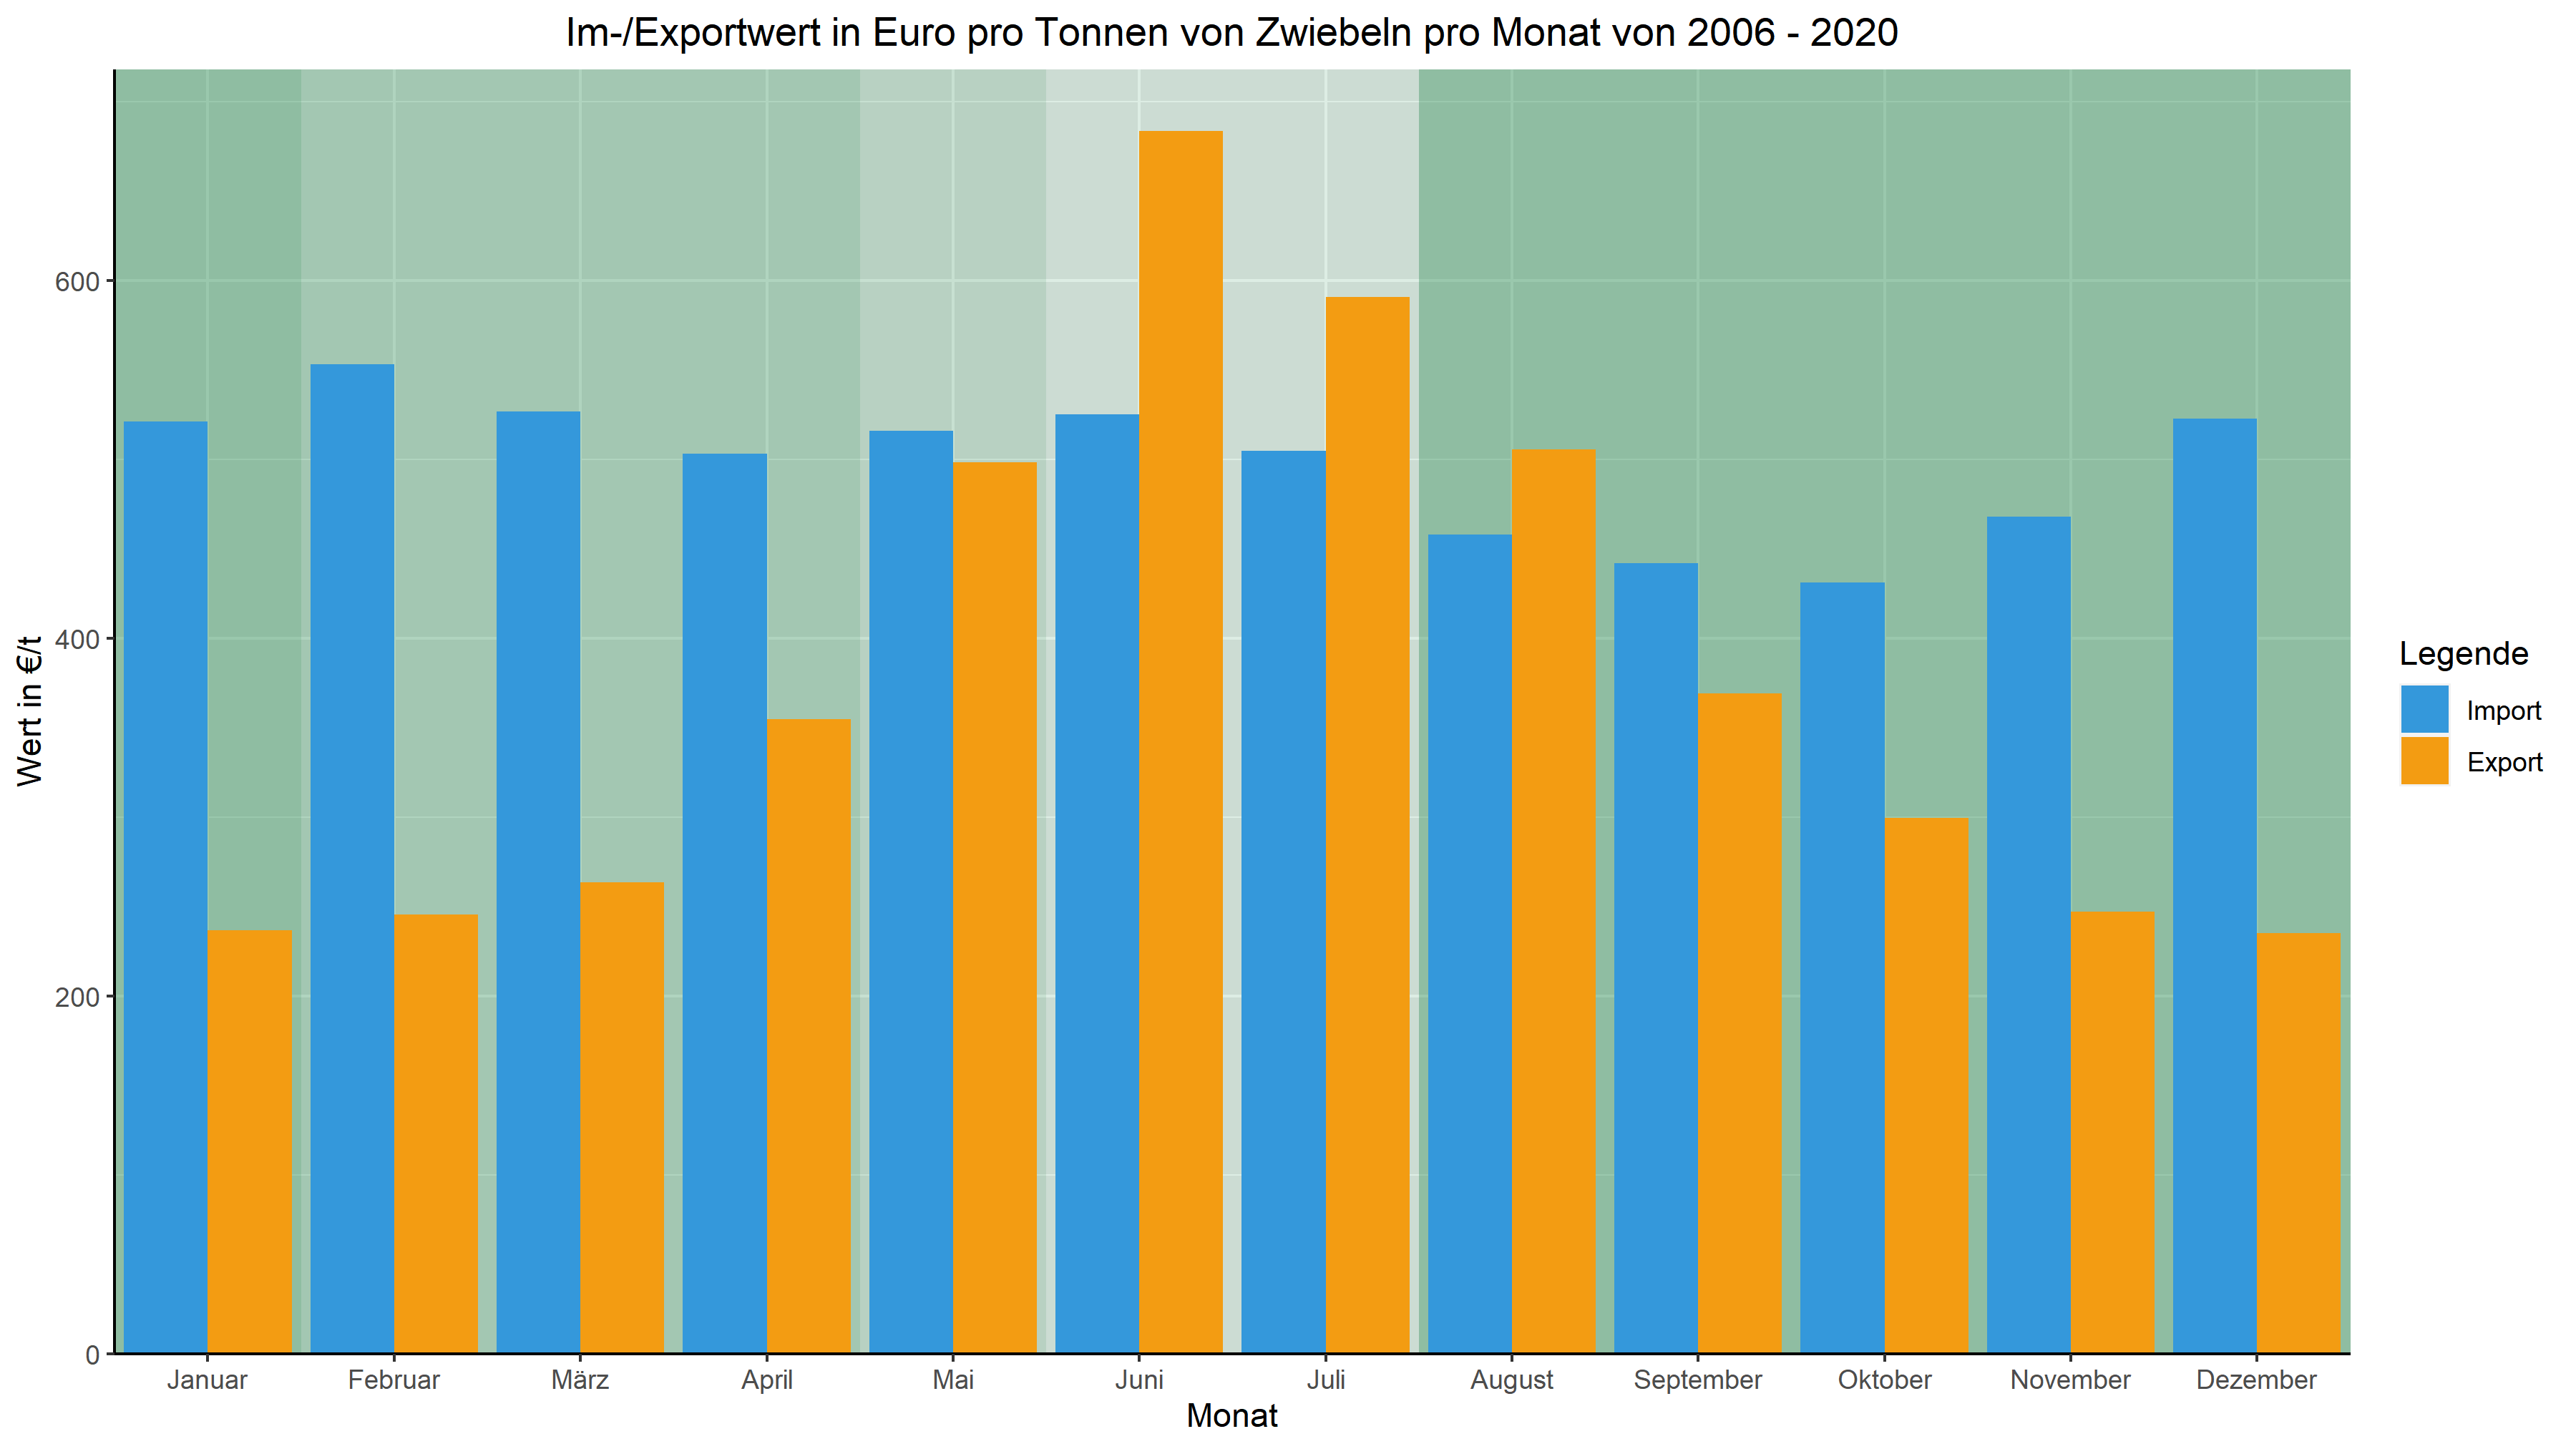 Im-/Exportwert in Euro pro Tonnen von Zwiebeln pro Monat von 2006 - 2020
Wert in €/t
600
400
200
0
Januar Februar März April Mai Juni Juli August September Oktober November Dezember
Monat
Legende
Import
Export